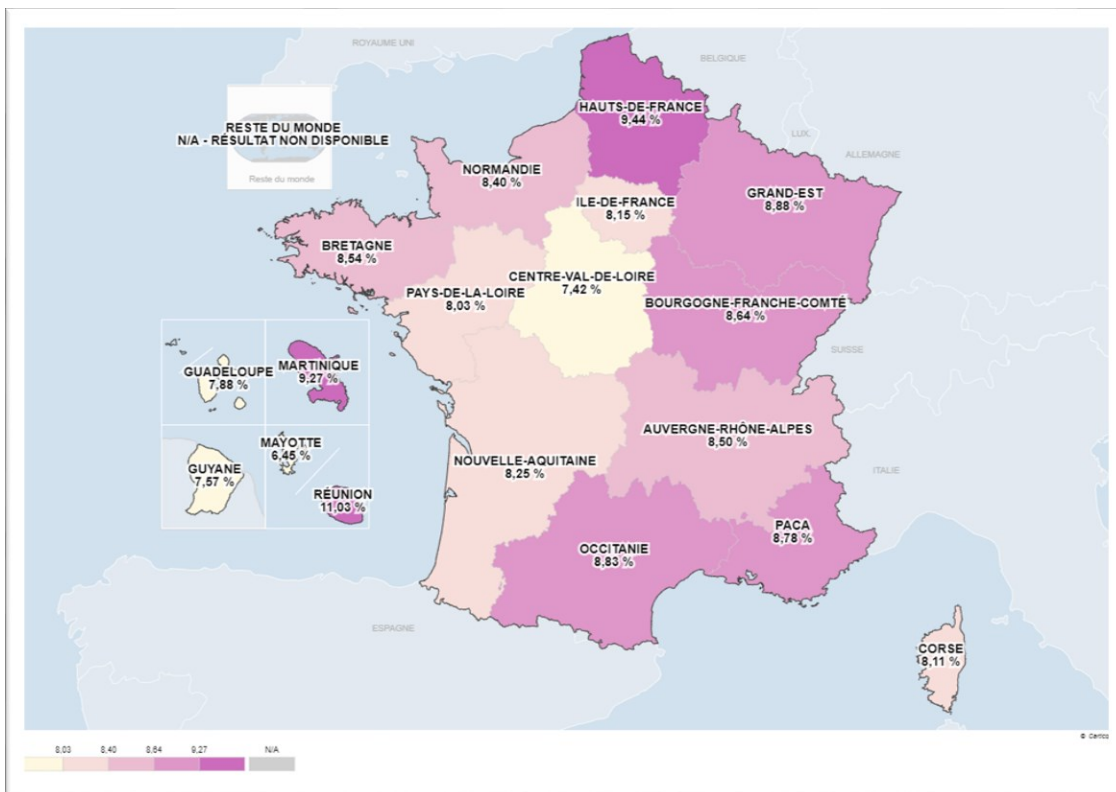 ROYAUME UNI
BELGIQUE
HAUTS-DE-FRANCE
9,44 %
RESTE DU MONDE
N/A - RÉSULTAT NON DISPONIBLE
Reste du monde
LUX.
ALLEMAGNE
NORMANDIE
8,40 %
ILE-DE-FRANCE
8,15 %
GRAND-EST
8,88 %
BRETAGNE
8,54 %
CENTRE-VAL-DE-LOIRE
7,42 %
PAYS-DE-LA-LOIRE
8,03 %
BOURGOGNE-FRANCHE-COMTÉ
8,64 %
SUISSE
GUADELOUPE
7,88 %
MARTINIQUE
9,27 %
AUVERGNE-RHÔNE-ALPES
8,50 %
MAYOTTE
6,45 %
GUYANE
7,57 %
NOUVELLE-AQUITAINE
8,25 %
ITALIE
RÉUNION
11,03 %
PACA
8,78 %
OCCITANIE
8,83 %
ESPAGNE
CORSE
8,11 %
8,03 8,40 8,64 9,27 N/A